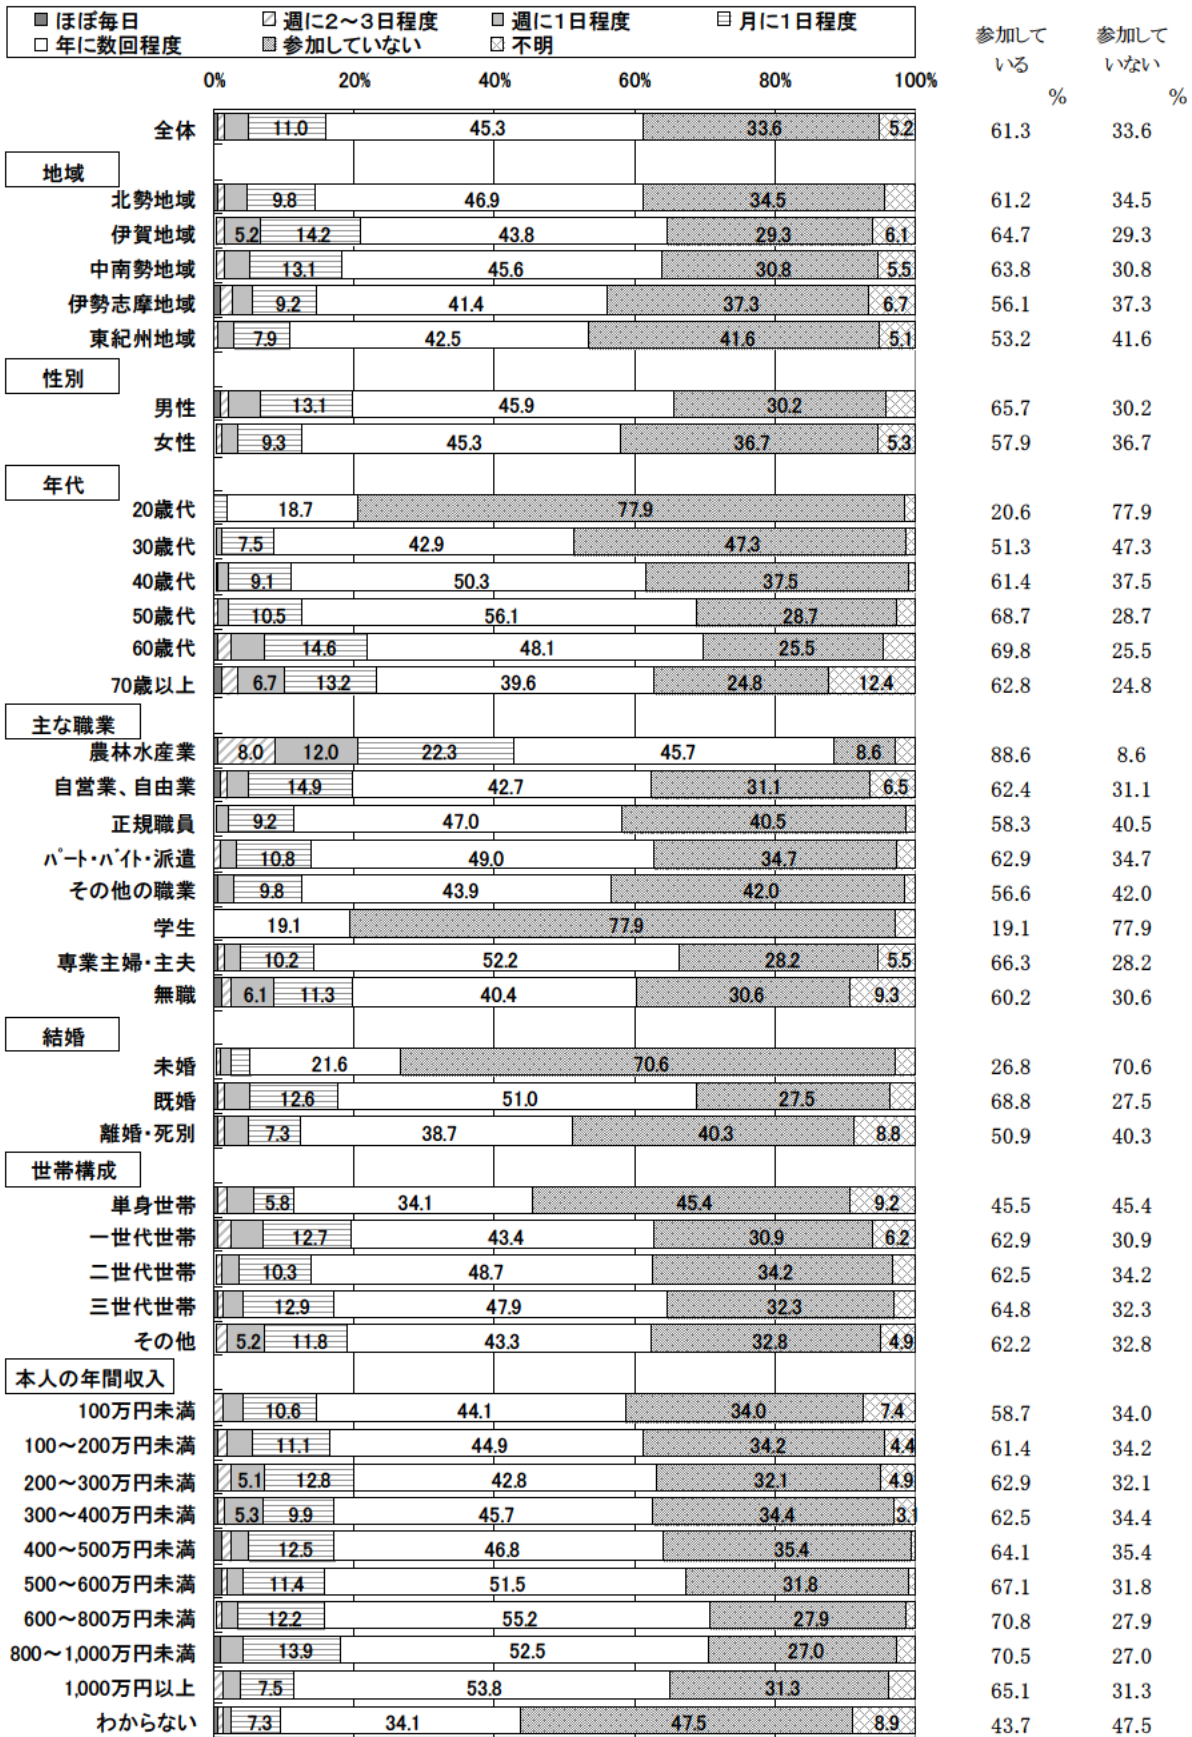 ほぼ毎日 週に2～3日程度 週に1日程度 月に1日程度
年に数回程度 参加していない 不明
参加して 参加して
いる いない
0% 20% 40% 60% 80% 100%
% %
全体 11.0 45.3 33.6 5.2 61.3 33.6
地域
北勢地域 9.8 46.9 34.5 61.2 34.5
伊賀地域 5.2 14.2 43.8 29.3 6.1 64.7 29.3
中南勢地域 13.1 45.6 30.8 5.5 63.8 30.8
伊勢志摩地域 9.2 41.4 37.3 6.7 56.1 37.3
東紀州地域 7.9 42.5 41.6 5.1 53.2 41.6
性別
男性 13.1 45.9 30.2 65.7 30.2
女性 9.3 45.3 36.7 5.3 57.9 36.7
年代
20歳代 18.7 77.9 20.6 77.9
30歳代 7.5 42.9 47.3 51.3 47.3
40歳代 9.1 50.3 37.5 61.4 37.5
50歳代 10.5 56.1 28.7 68.7 28.7
60歳代 14.6 48.1 25.5 69.8 25.5
70歳以上 6.7 13.2 39.6 24.8 12.4 62.8 24.8
主な職業
農林水産業 8.0 12.0 22.3 45.7 8.6 88.6 8.6
自営業、自由業 14.9 42.7 31.1 6.5 62.4 31.1
正規職員 9.2 47.0 40.5 58.3 40.5
ﾊﾟｰﾄ･ﾊﾞｲﾄ･派遣 10.8 49.0 34.7 62.9 34.7
その他の職業 9.8 43.9 42.0 56.6 42.0
学生 19.1 77.9 19.1 77.9
専業主婦･主夫 10.2 52.2 28.2 5.5 66.3 28.2
無職 6.1 11.3 40.4 30.6 9.3 60.2 30.6
結婚
未婚 21.6 70.6 26.8 70.6
既婚 12.6 51.0 27.5 68.8 27.5
離婚･死別 7.3 38.7 40.3 8.8 50.9 40.3
世帯構成
単身世帯 5.8 34.1 45.4 9.2 45.5 45.4
一世代世帯 12.7 43.4 30.9 6.2 62.9 30.9
二世代世帯 10.3 48.7 34.2 62.5 34.2
三世代世帯 12.9 47.9 32.3 64.8 32.3
その他 5.2 11.8 43.3 32.8 4.9 62.2 32.8
本人の年間収入
100万円未満 10.6 44.1 34.0 7.4 58.7 34.0
100～200万円未満 11.1 44.9 34.2 4.4 61.4 34.2
200～300万円未満 5.1 12.8 42.8 32.1 4.9 62.9 32.1
300～400万円未満 5.3 9.9 45.7 34.4 3.1 62.5 34.4
400～500万円未満 12.5 46.8 35.4 64.1 35.4
500～600万円未満 11.4 51.5 31.8 67.1 31.8
600～800万円未満 12.2 55.2 27.9 70.8 27.9
800～1,000万円未満 13.9 52.5 27.0 70.5 27.0
1,000万円以上 7.5 53.8 31.3 65.1 31.3
わからない 7.3 34.1 47.5 8.9 43.7 47.5